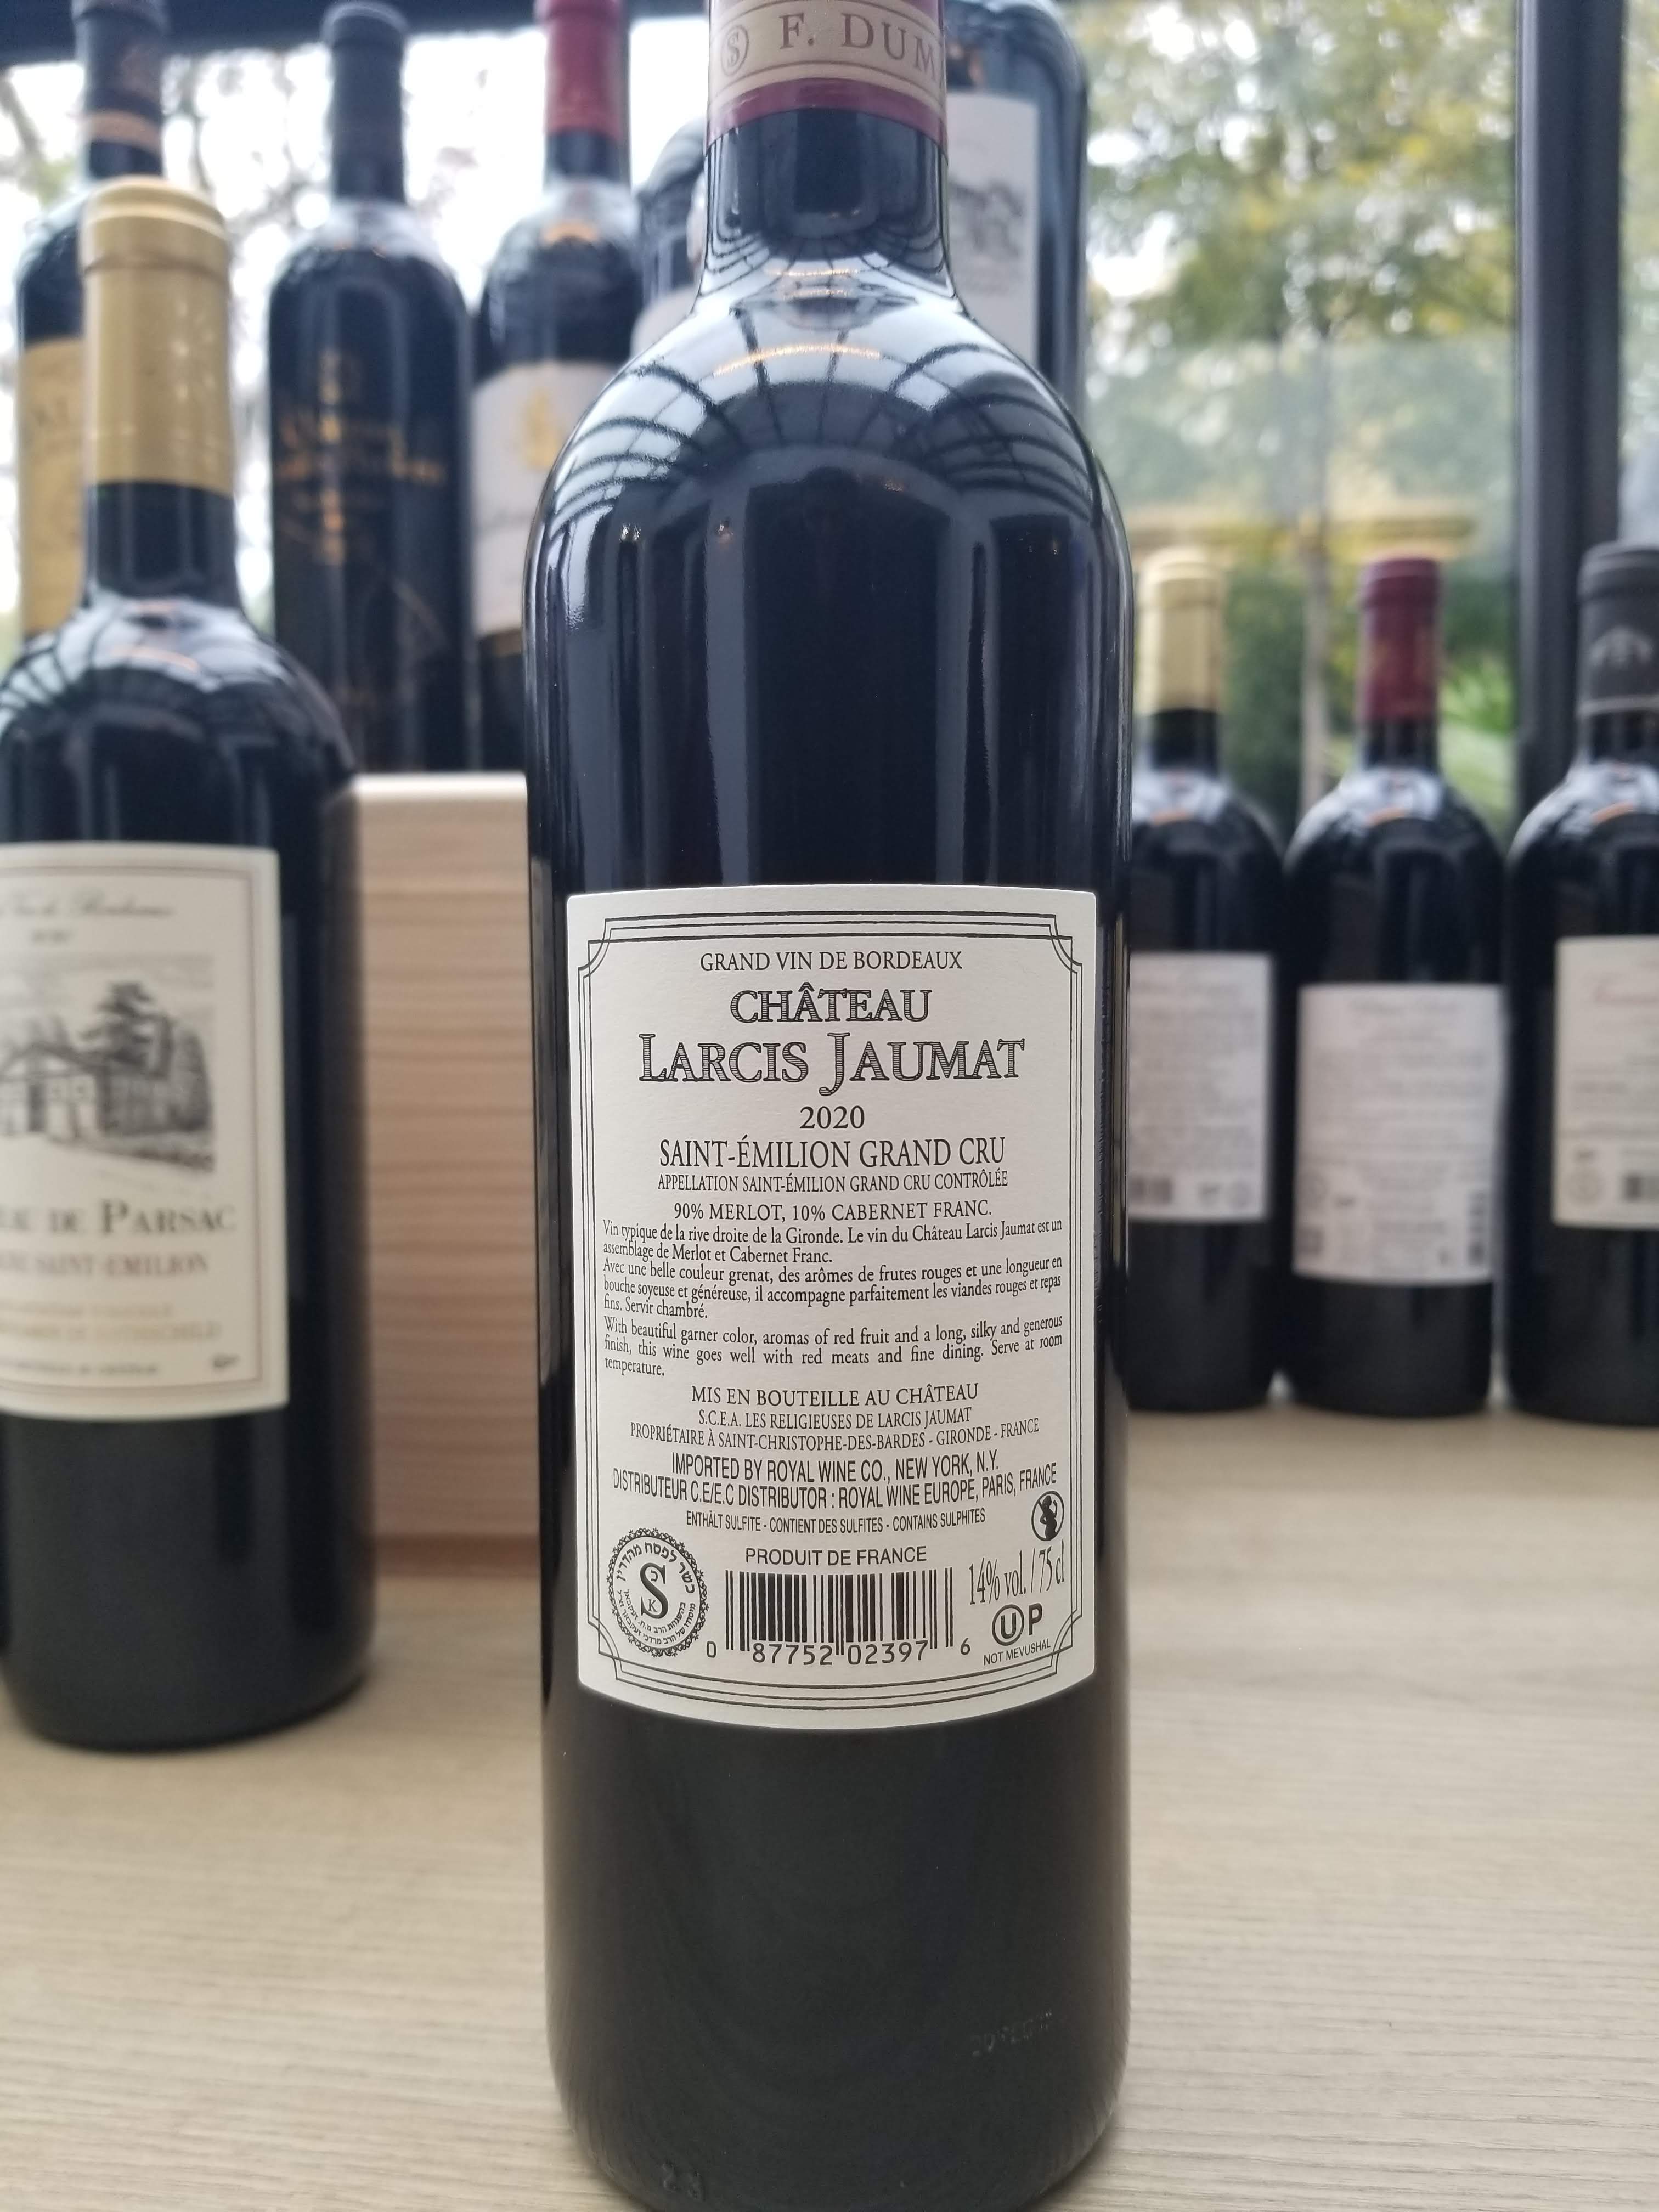 F. DUM
GRAND VIN DE BORDEAUX
CHÂTEAU
LARCIS JAUMAT
2020
SAINT-ÉMILION GRAND CRU
APPELLATION SAINT-ÉMILION GRAND CRU CONTRÔLÉE
90% MERLOT, 10% CABERNET FRANC.
Vin typique de la rive droite de la Gironde. Le vin du Château Larcis Jaumat est un
assemblage de Merlot et Cabernet Franc.
Avec une belle couleur grenat, des arômes de frutes rouges et une longueur en
bouche soyeuse et généreuse, il accompagne parfaitement les viandes rouges et repas
fins. Servir chambré.
With beautiful garner color, aromas of red fruit and a long, silky and generous
finish, this wine goes well with red meats and fine dining. Serve at room
temperature.
MIS EN BOUTEILLE AU CHÂTEAU
S.C.E.A. LES RELIGIEUSES DE LARCIS JAUMAT
PROPRIÉTAIRE À SAINT-CHRISTOPHE-DES-BARDES - GIRONDE - FRANCE
IMPORTED BY ROYAL WINE CO., NEW YORK, N.Y.
DISTRIBUTEUR C.E/E.C DISTRIBUTOR : ROYAL WINE EUROPE, PARIS, FRANCE
ENTHÄLT SULFITE - CONTIENT DES SULFITES - CONTAINS SULPHITES
PRODUIT DE FRANCE
14% vol. / 75 cl
כשר לפסח מהדרין
S
K
U P
NOT MEVUSHAL
0 87752 02397 6
DE PARSAC
SAINT-EMILION